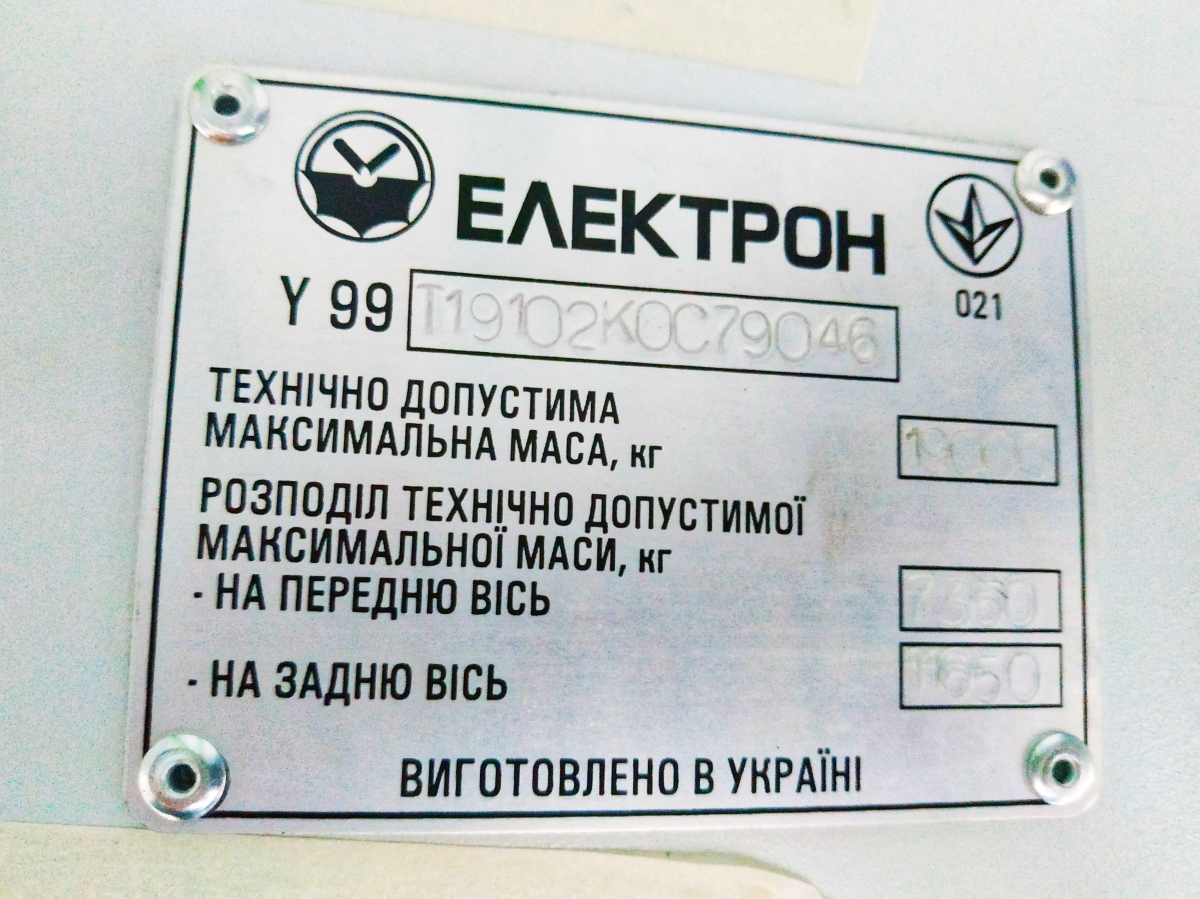 ЕЛЕКТРОН
021
Y 99 T19102K0C79046
ТЕХНІЧНО ДОПУСТИМА
МАКСИМАЛЬНА МАСА, кг
РОЗПОДІЛ ТЕХНІЧНО ДОПУСТИМОЇ
МАКСИМАЛЬНОЇ МАСИ, кг
- НА ПЕРЕДНЮ ВІСЬ
- НА ЗАДНЮ ВІСЬ
ВИГОТОВЛЕНО В УКРАЇНІ